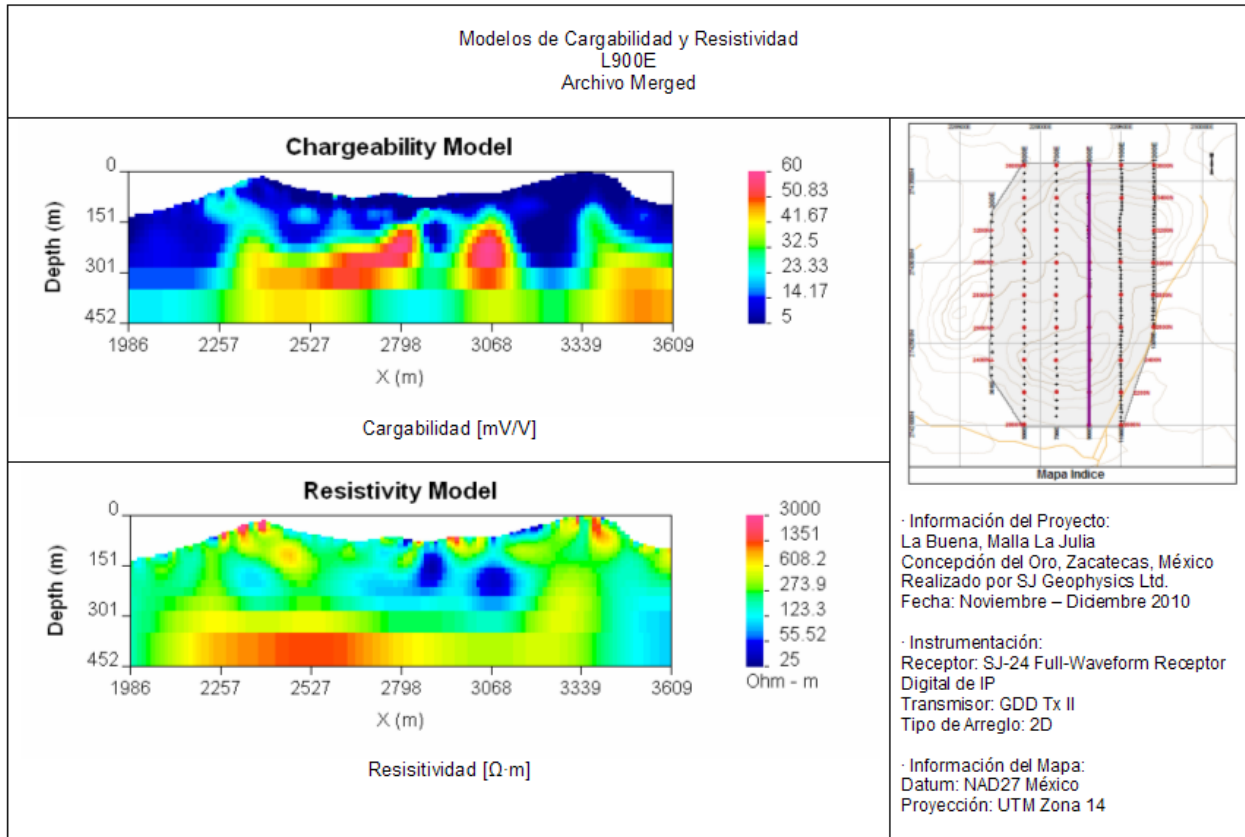 Modelos de Cargabilidad y Resistividad
L900E
Archivo Merged
Chargeability Model
Depth (m)
0
151
301
452
1986
2257
2527
2798
3068
3339
3609
X (m)
60
50.83
41.67
32.5
23.33
14.17
5
Cargabilidad [mV/V]
Resistivity Model
Depth (m)
0
151
301
452
1986
2257
2527
2798
3068
3339
3609
X (m)
3000
1351
608.2
273.9
123.3
55.52
25
Ohm - m
Resisitividad [Ω·m]
Mapa Indice
· Información del Proyecto:
La Buena, Malla La Julia
Concepción del Oro, Zacatecas, México
Realizado por SJ Geophysics Ltd.
Fecha: Noviembre – Diciembre 2010
· Instrumentación:
Receptor: SJ-24 Full-Waveform Receptor
Digital de IP
Transmisor: GDD Tx II
Tipo de Arreglo: 2D
· Información del Mapa:
Datum: NAD27 México
Proyección: UTM Zona 14